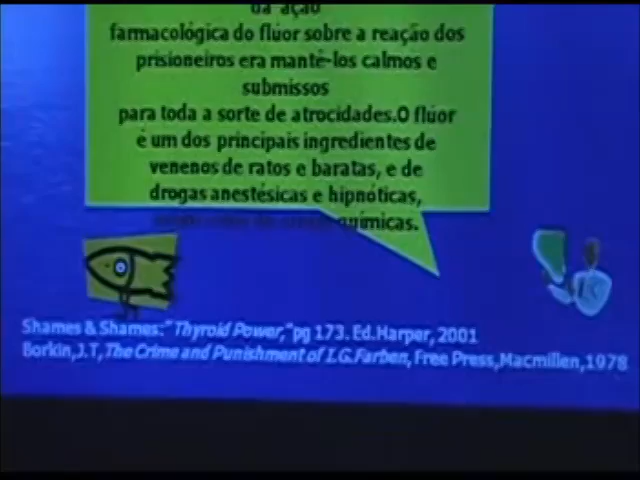 da ação
farmacológica do flúor sobre a reação dos
prisioneiros era mantê-los calmos e
submissos
para toda a sorte de atrocidades.O flúor
é um dos principais ingredientes de
venenos de ratos e baratas, e de
drogas anestésicas e hipnóticas,
químicas.
Shames & Shames:"Thyroid Power,"pg 173. Ed.Harper, 2001
Borkin,J.T,The Crime and Punishment of I.G.Farben, Free Press,Macmillen,1978